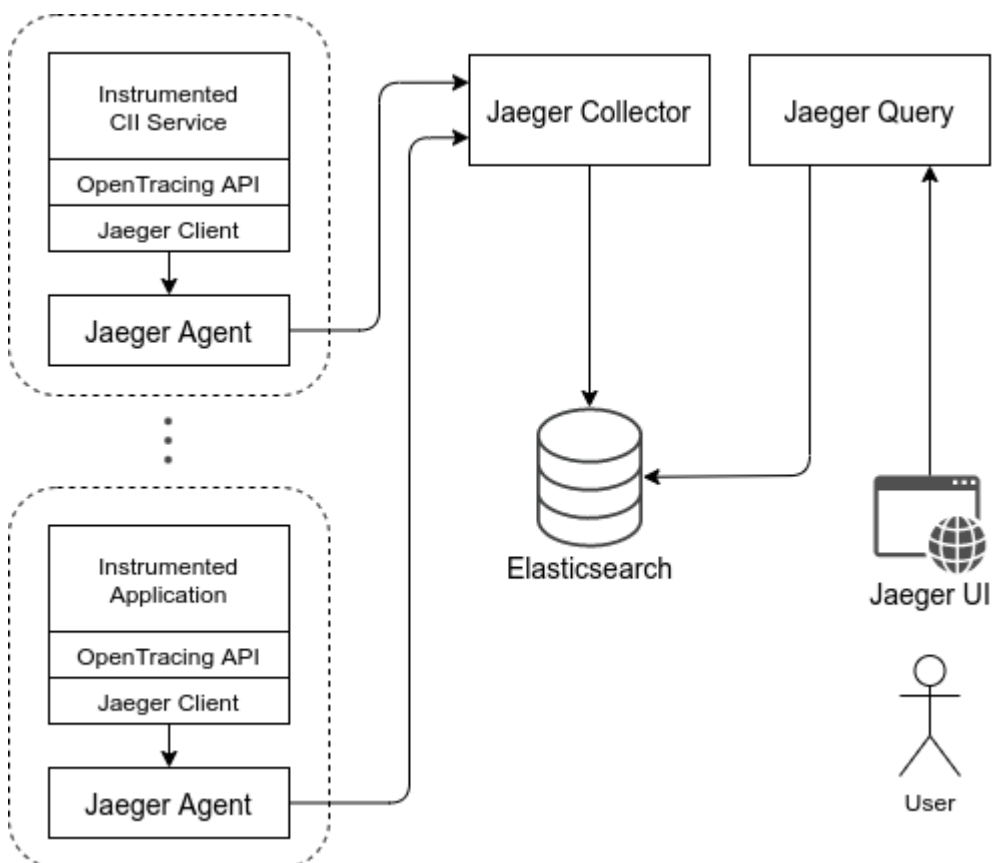 Instrumented
CII Service
OpenTracing API
Jaeger Client
Jaeger Agent
Jaeger Collector
Jaeger Query
Elasticsearch
Jaeger UI
User
Instrumented
Application
OpenTracing API
Jaeger Client
Jaeger Agent